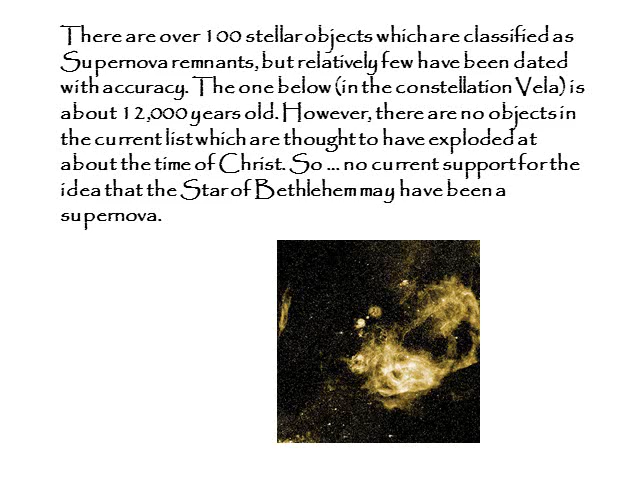 There are over 100 stellar objects which are classified as
Supernova remnants, but relatively few have been dated
with accuracy. The one below (in the constellation Vela) is
about 12,000 years old. However, there are no objects in
the current list which are thought to have exploded at
about the time of Christ. So ... no current support for the
idea that the Star of Bethlehem may have been a
supernova.